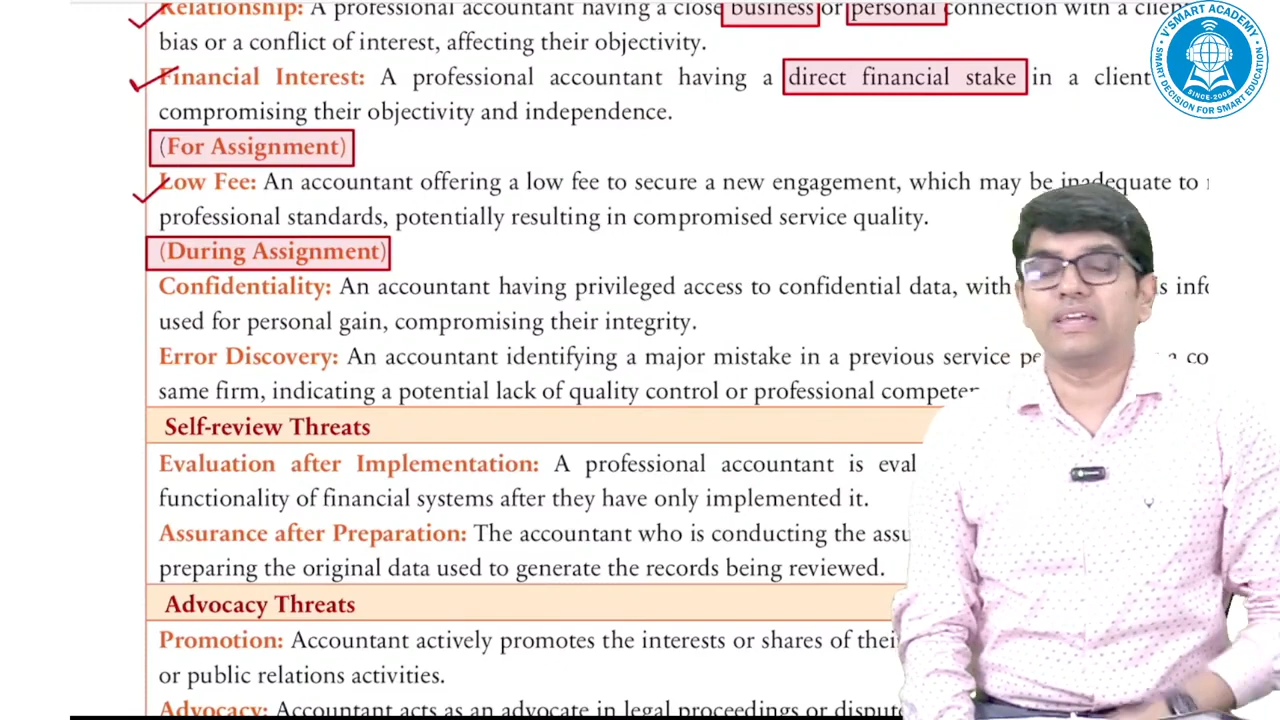 Relationship: A professional accountant having a close business or personal connection with a client
bias or a conflict of interest, affecting their objectivity.
Financial Interest: A professional accountant having a direct financial stake in a client
compromising their objectivity and independence.
(For Assignment)
Low Fee: An accountant offering a low fee to secure a new engagement, which may be inadequate to
professional standards, potentially resulting in compromised service quality.
(During Assignment)
Confidentiality: An accountant having privileged access to confidential data, with
used for personal gain, compromising their integrity.
Error Discovery: An accountant identifying a major mistake in a previous service
same firm, indicating a potential lack of quality control or professional
Self-review Threats
Evaluation after Implementation: A professional accountant is
functionality of financial systems after they have only implemented it.
Assurance after Preparation: The accountant who is conducting the
preparing the original data used to generate the records being reviewed.
Advocacy Threats
Promotion: Accountant actively promotes the interests or shares of their
or public relations activities.
Advocacy: Accountant acts as an advocate in legal proceedings or
V'SMART ACADEMY
SMART DECISION FOR SMART EDUCATION
SINCE-2005